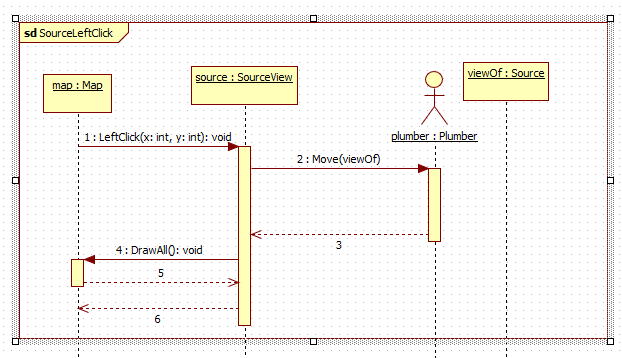 sd SourceLeftClick
map : Map
source : SourceView
plumber : Plumber
viewOf : Source
1 : LeftClick(x: int, y: int): void
2 : Move(viewOf)
3
4 : DrawAll(): void
5
6